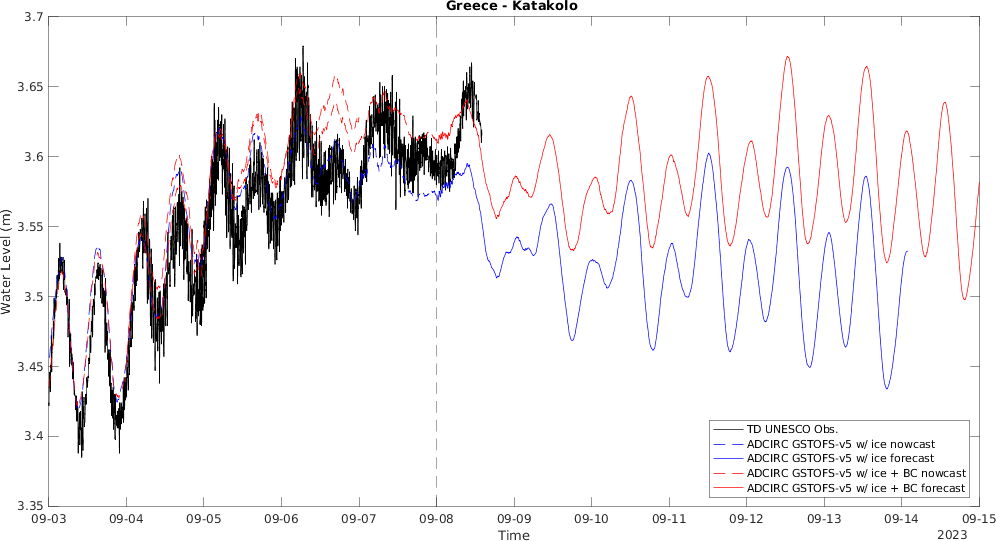 Greece - Katakolo
3.7
3.65
3.6
3.55
3.5
3.45
3.4
3.35
Water Level (m)
TD UNESCO Obs.
ADCIRC GSTOFS-v5 w/ ice nowcast
ADCIRC GSTOFS-v5 w/ ice forecast
ADCIRC GSTOFS-v5 w/ ice + BC nowcast
ADCIRC GSTOFS-v5 w/ ice + BC forecast
09-03 09-04 09-05 09-06 09-07 09-08 09-09 09-10 09-11 09-12 09-13 09-14 09-15
Time
2023